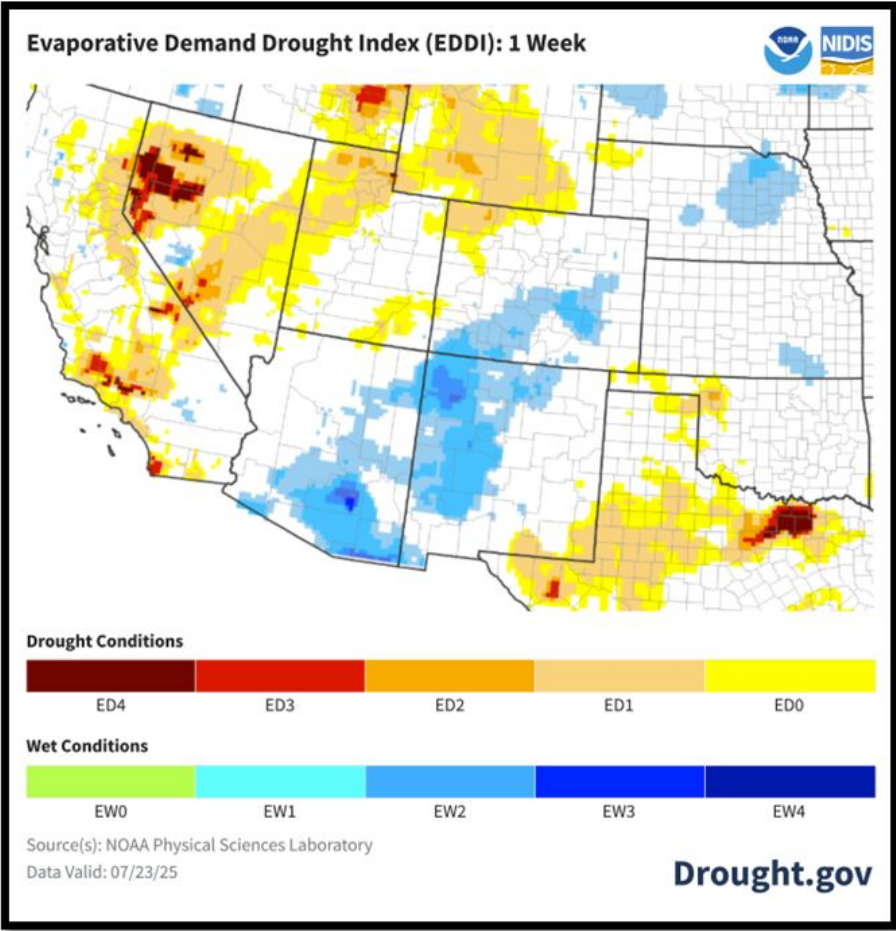 Evaporative Demand Drought Index (EDDI): 1 Week
NOAA
NIDIS
Drought Conditions
ED4 ED3 ED2 ED1 ED0
Wet Conditions
EW0 EW1 EW2 EW3 EW4
Source(s): NOAA Physical Sciences Laboratory
Data Valid: 07/23/25
Drought.gov